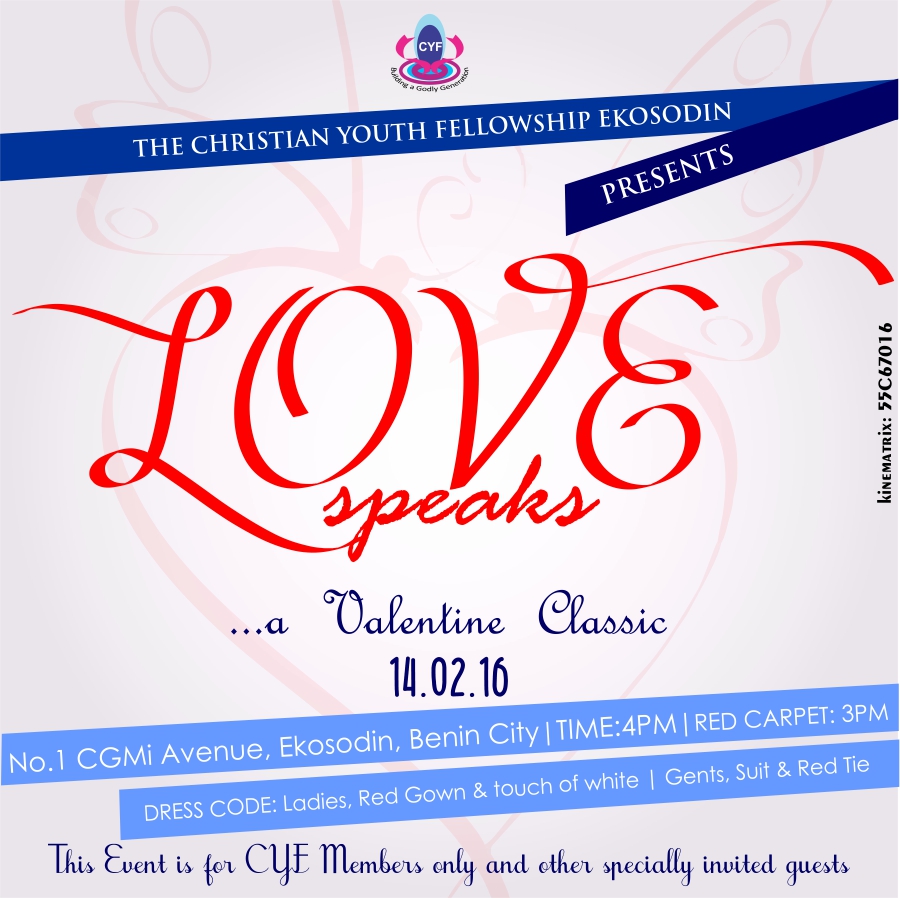 CYF
Building a Godly Generation
THE CHRISTIAN YOUTH FELLOWSHIP EKOSODIN
PRESENTS
LOVE
speaks
kinematrix: 55C67016
...a Valentine Classic
14.02.16
No.1 CGMi Avenue, Ekosodin, Benin City|TIME:4PM|RED CARPET: 3PM
DRESS CODE: Ladies, Red Gown & touch of white | Gents, Suit & Red Tie
This Event is for CYF Members only and other specially invited guests